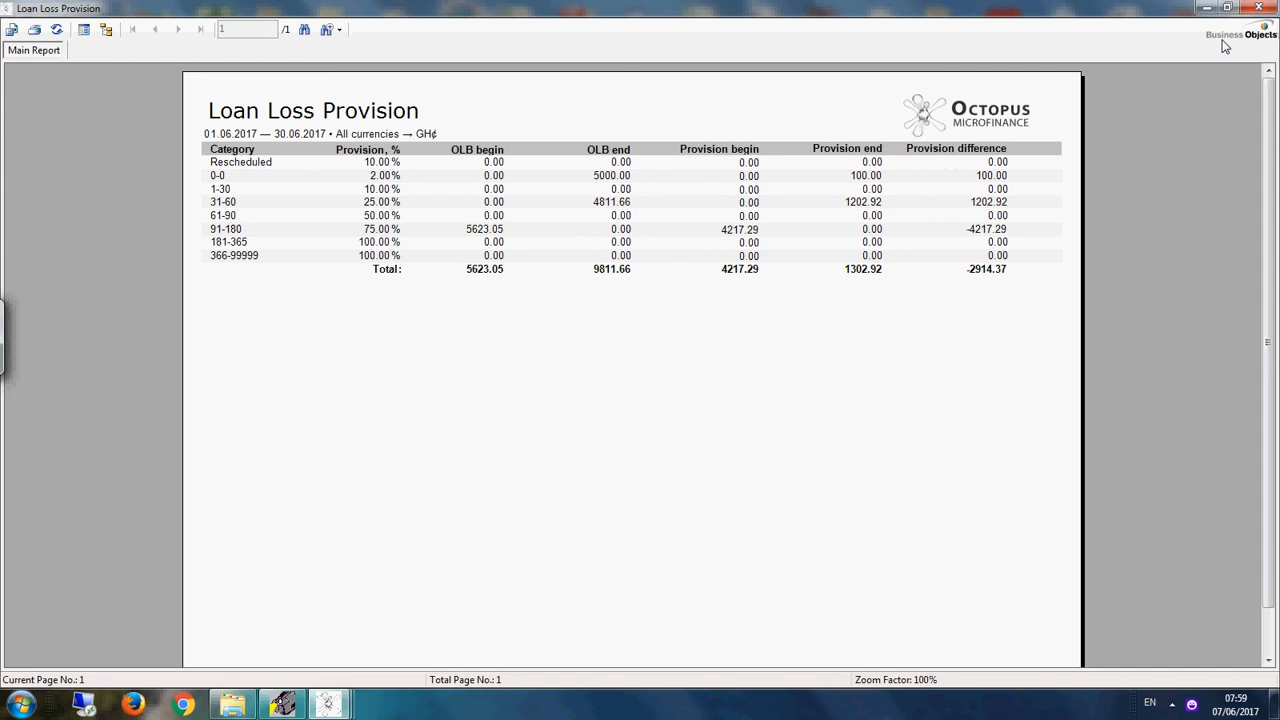 Loan Loss Provision
1 /1
Business Objects
Main Report
Loan Loss Provision
OCTOPUS
MICROFINANCE
01.06.2017 — 30.06.2017 • All currencies → GH¢
Category Provision, % OLB begin OLB end Provision begin Provision end Provision difference
Rescheduled 10.00 % 0.00 0.00 0.00 0.00 0.00
0-0 2.00 % 0.00 5000.00 0.00 100.00 100.00
1-30 10.00 % 0.00 0.00 0.00 0.00 0.00
31-60 25.00 % 0.00 4811.66 0.00 1202.92 1202.92
61-90 50.00 % 0.00 0.00 0.00 0.00 0.00
91-180 75.00 % 5623.05 0.00 4217.29 0.00 -4217.29
181-365 100.00 % 0.00 0.00 0.00 0.00 0.00
366-99999 100.00 % 0.00 0.00 0.00 0.00 0.00
Total: 5623.05 9811.66 4217.29 1302.92 -2914.37
Current Page No.: 1 Total Page No.: 1 Zoom Factor: 100%
EN 07:59
07/06/2017